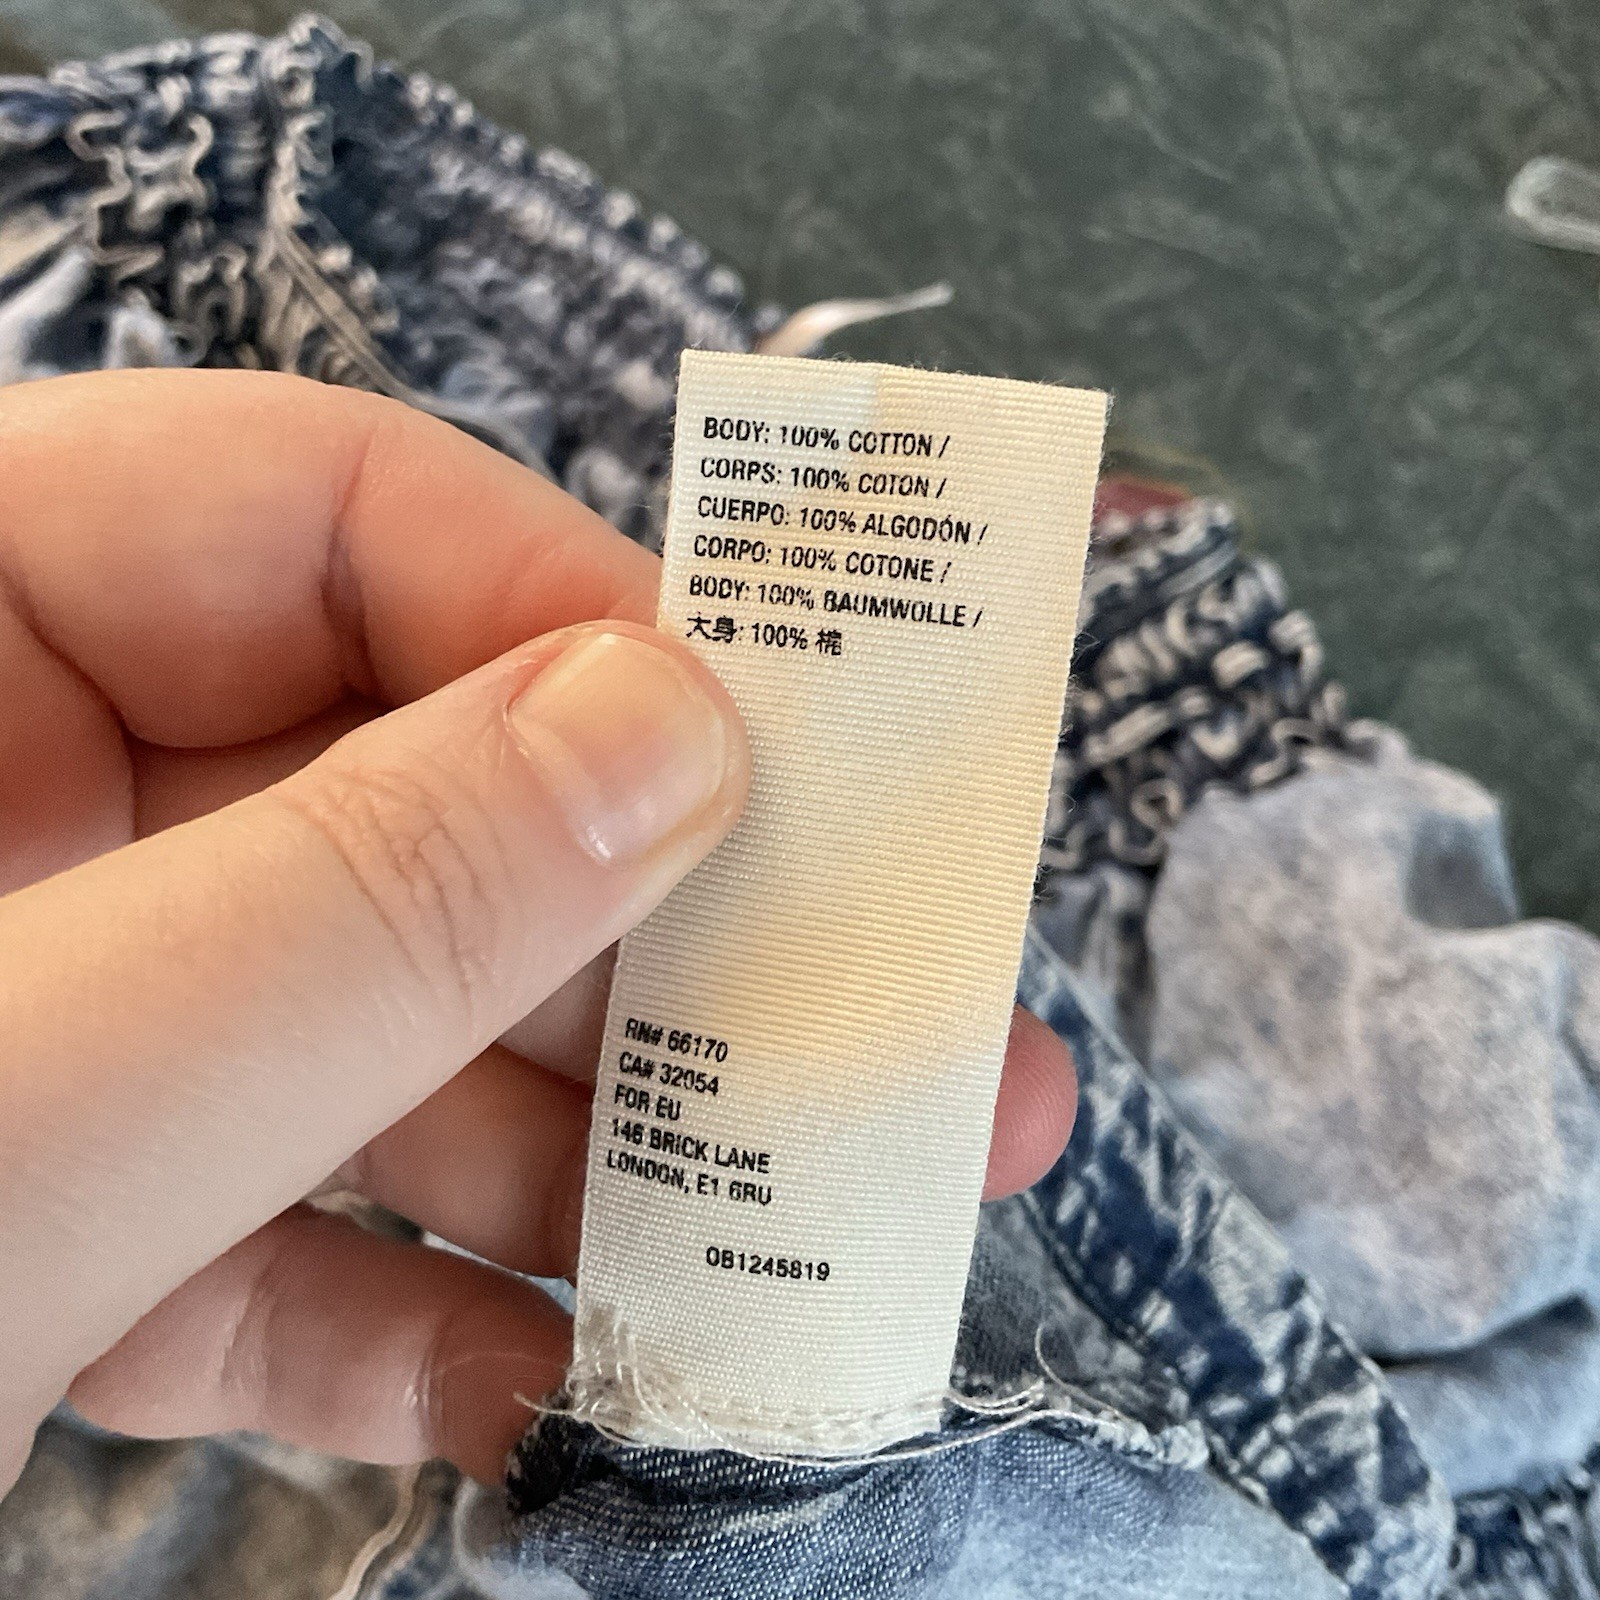 BODY: 100% COTTON /
CORPS: 100% COTON /
CUERPO: 100% ALGODÓN /
CORPO: 100% COTONE /
BODY: 100% BAUMWOLLE /
大身: 100% 棉
RN# 66170
CA# 32054
FOR EU
146 BRICK LANE
LONDON, E1 6RU
OB1245819